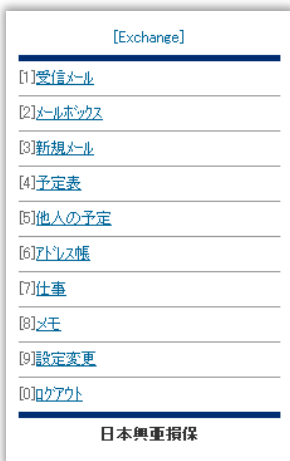 [Exchange]
[1]受信ﾒｰﾙ
[2]ﾒｰﾙﾎﾞｯｸｽ
[3]新規ﾒｰﾙ
[4]予定表
[5]他人の予定
[6]ｱﾄﾞﾚｽ帳
[7]仕事
[8]ﾒﾓ
[9]設定変更
[0]ﾛｸﾞｱｳﾄ
日本興亜損保